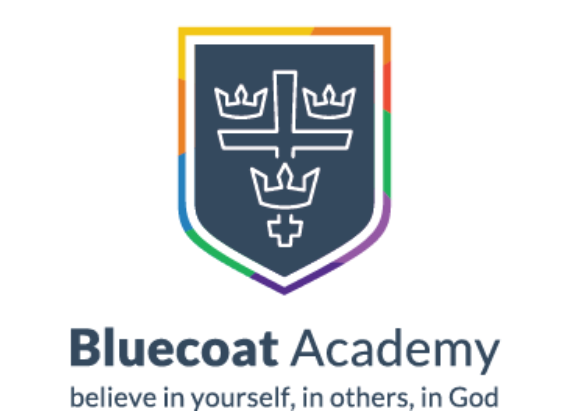 Bluecoat Academy
believe in yourself, in others, in God